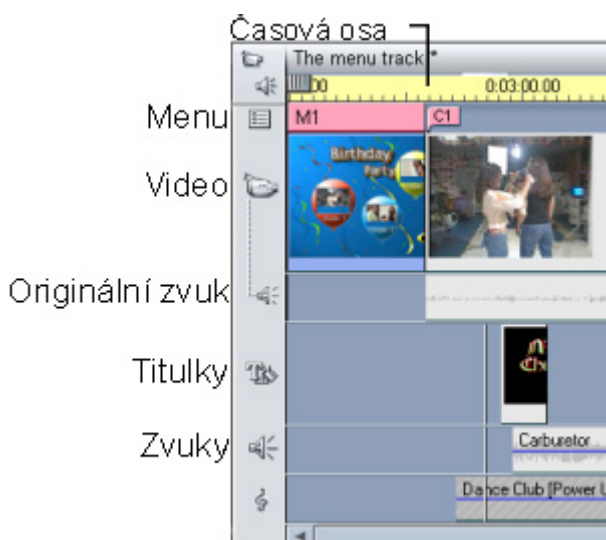 Časová osa
The menu track *
0:03:00.00
Menu
M1
C1
Birthday
Party
Video
Originální zvuk
Titulky
Zvuky
Carburetor
Dance Club [Power